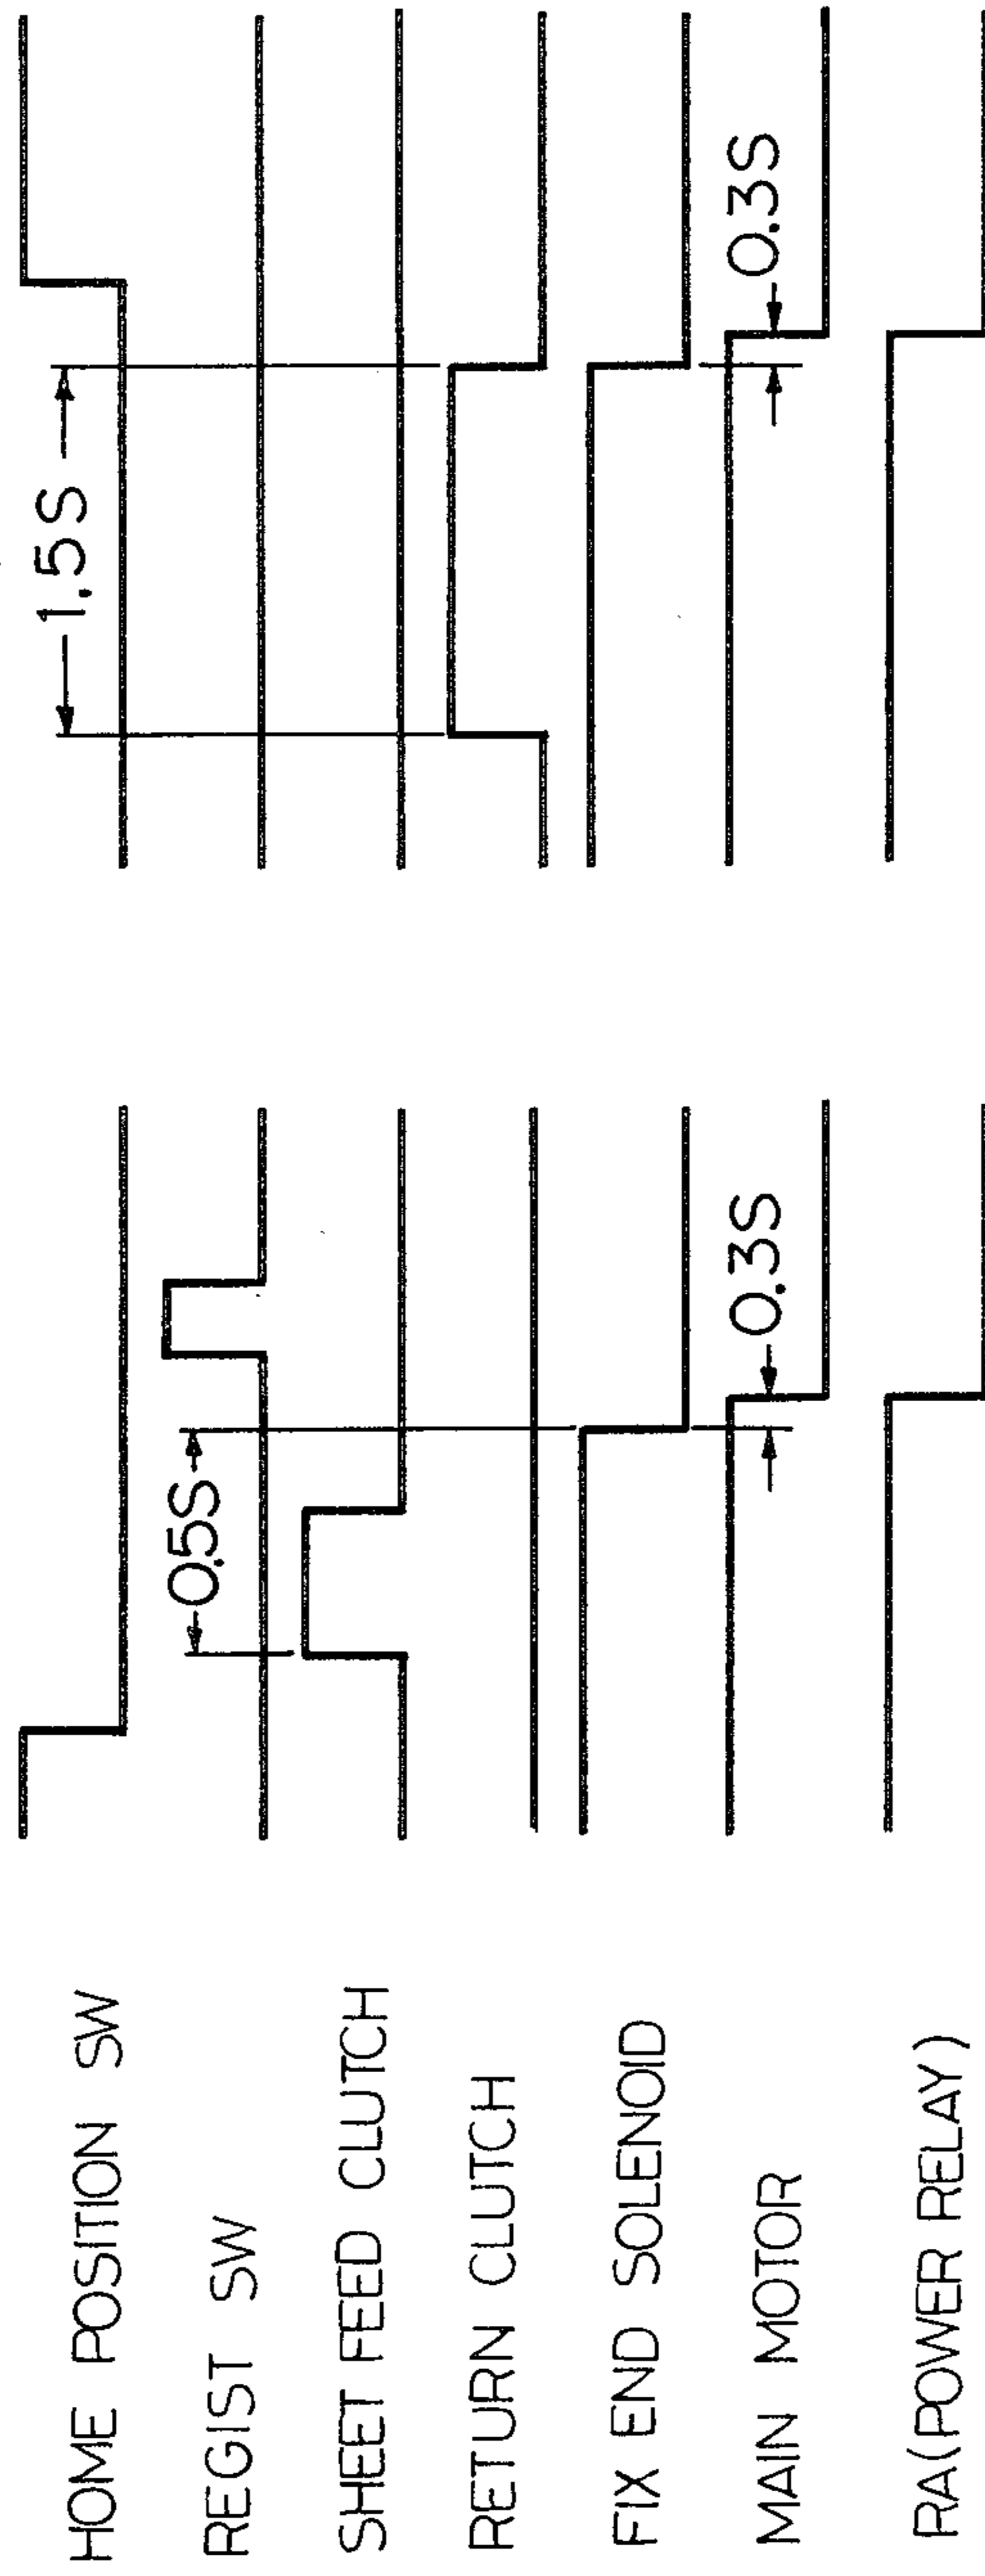 HOME POSITION SW
REGIST SW
SHEET FEED CLUTCH
RETURN CLUTCH
FIX END SOLENOID
MAIN MOTOR
RA(POWER RELAY)
0.5S
0.3S
1.5S
0.3S